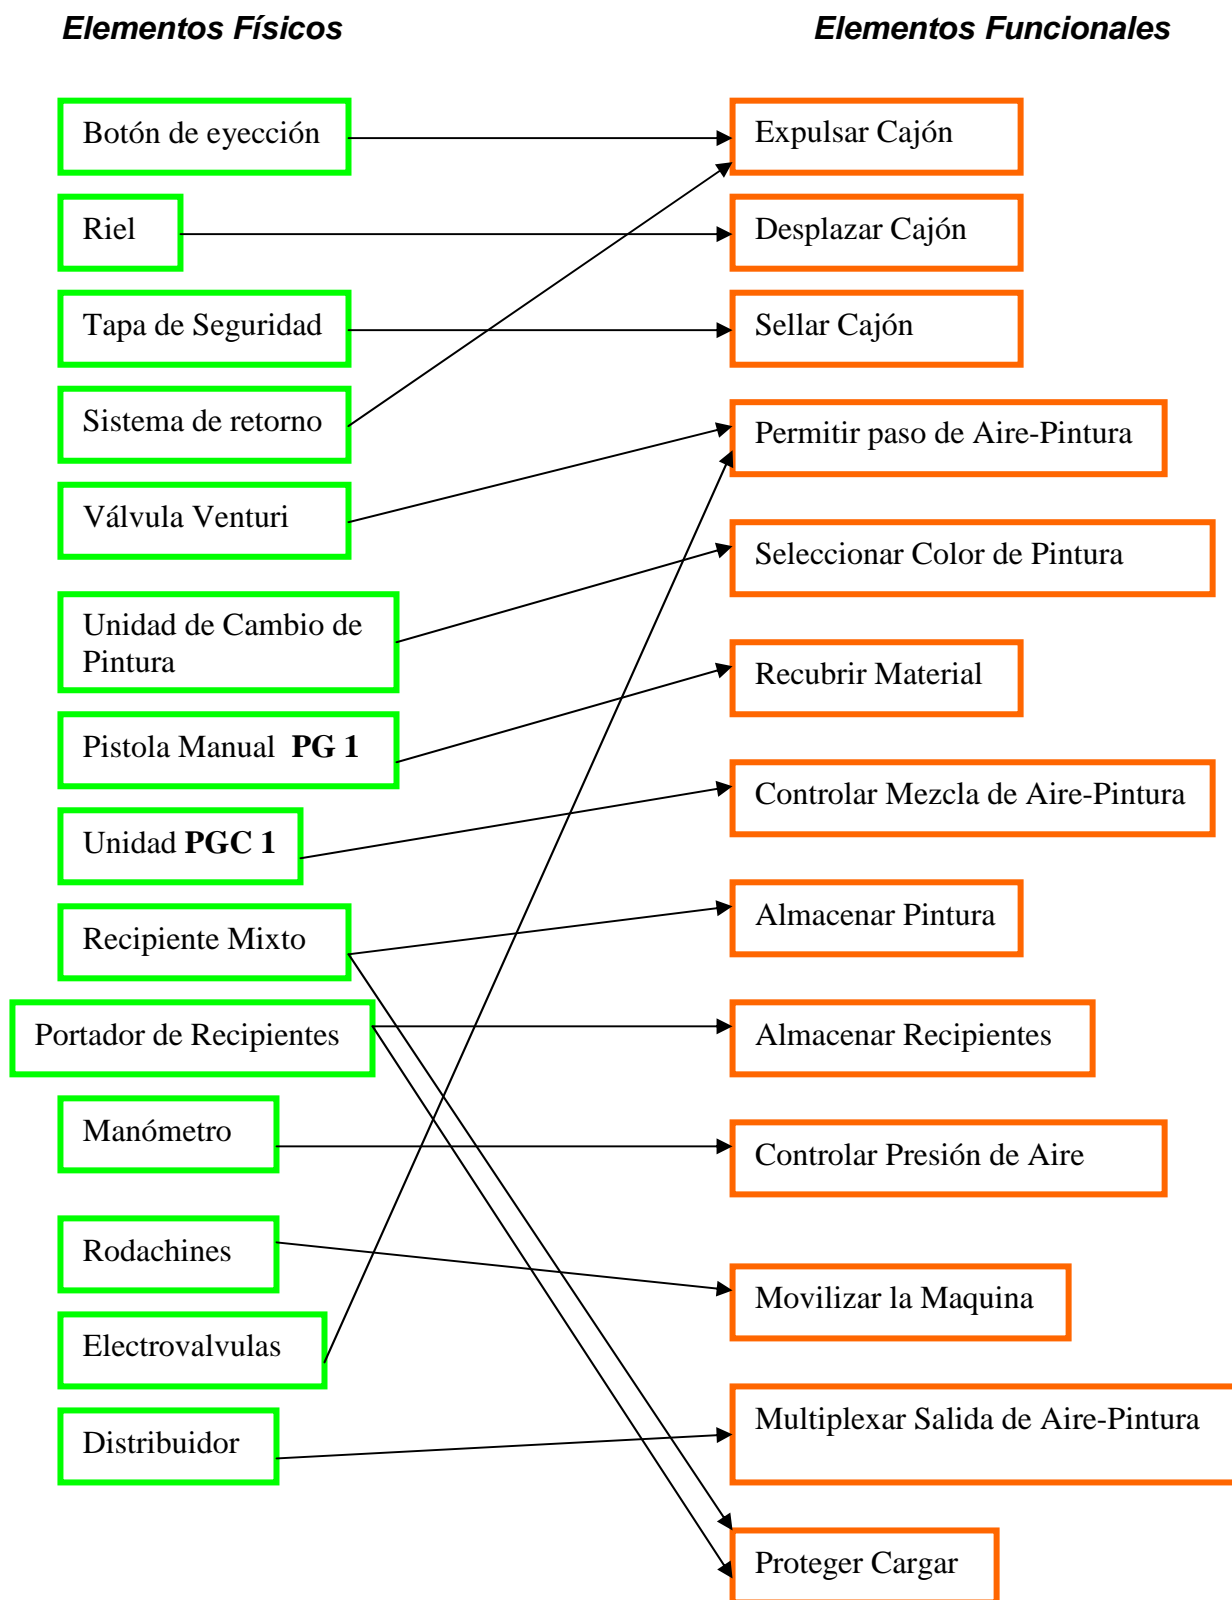 Elementos Físicos
Elementos Funcionales
Botón de eyección
Expulsar Cajón
Riel
Desplazar Cajón
Tapa de Seguridad
Sellar Cajón
Sistema de retorno
Permitir paso de Aire-Pintura
Válvula Venturi
Seleccionar Color de Pintura
Unidad de Cambio de
Pintura
Recubrir Material
Pistola Manual PG 1
Controlar Mezcla de Aire-Pintura
Unidad PGC 1
Almacenar Pintura
Recipiente Mixto
Almacenar Recipientes
Portador de Recipientes
Manómetro
Controlar Presión de Aire
Rodachines
Movilizar la Maquina
Electrovalvulas
Multiplexar Salida de Aire-Pintura
Distribuidor
Proteger Cargar